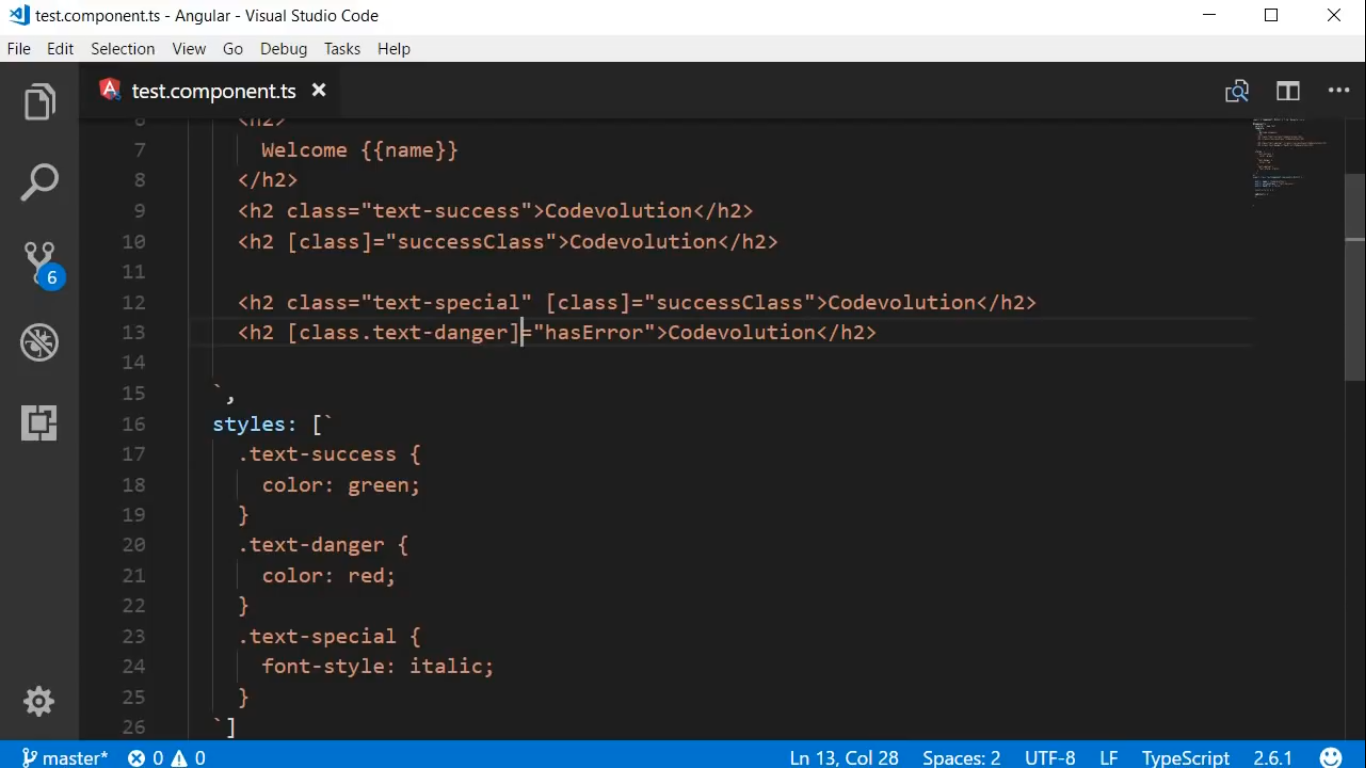 test.component.ts - Angular - Visual Studio Code
File Edit Selection View Go Debug Tasks Help
test.component.ts
6 <h2>
7 Welcome {{name}}
8 </h2>
9 <h2 class="text-success">Codevolution</h2>
10 <h2 [class]="successClass">Codevolution</h2>
11
12 <h2 class="text-special" [class]="successClass">Codevolution</h2>
13 <h2 [class.text-danger]="hasError">Codevolution</h2>
14
15 `,
16 styles: [`
17 .text-success {
18 color: green;
19 }
20 .text-danger {
21 color: red;
22 }
23 .text-special {
24 font-style: italic;
25 }
26 `]
6
master* 0 0 Ln 13, Col 28 Spaces: 2 UTF-8 LF TypeScript 2.6.1